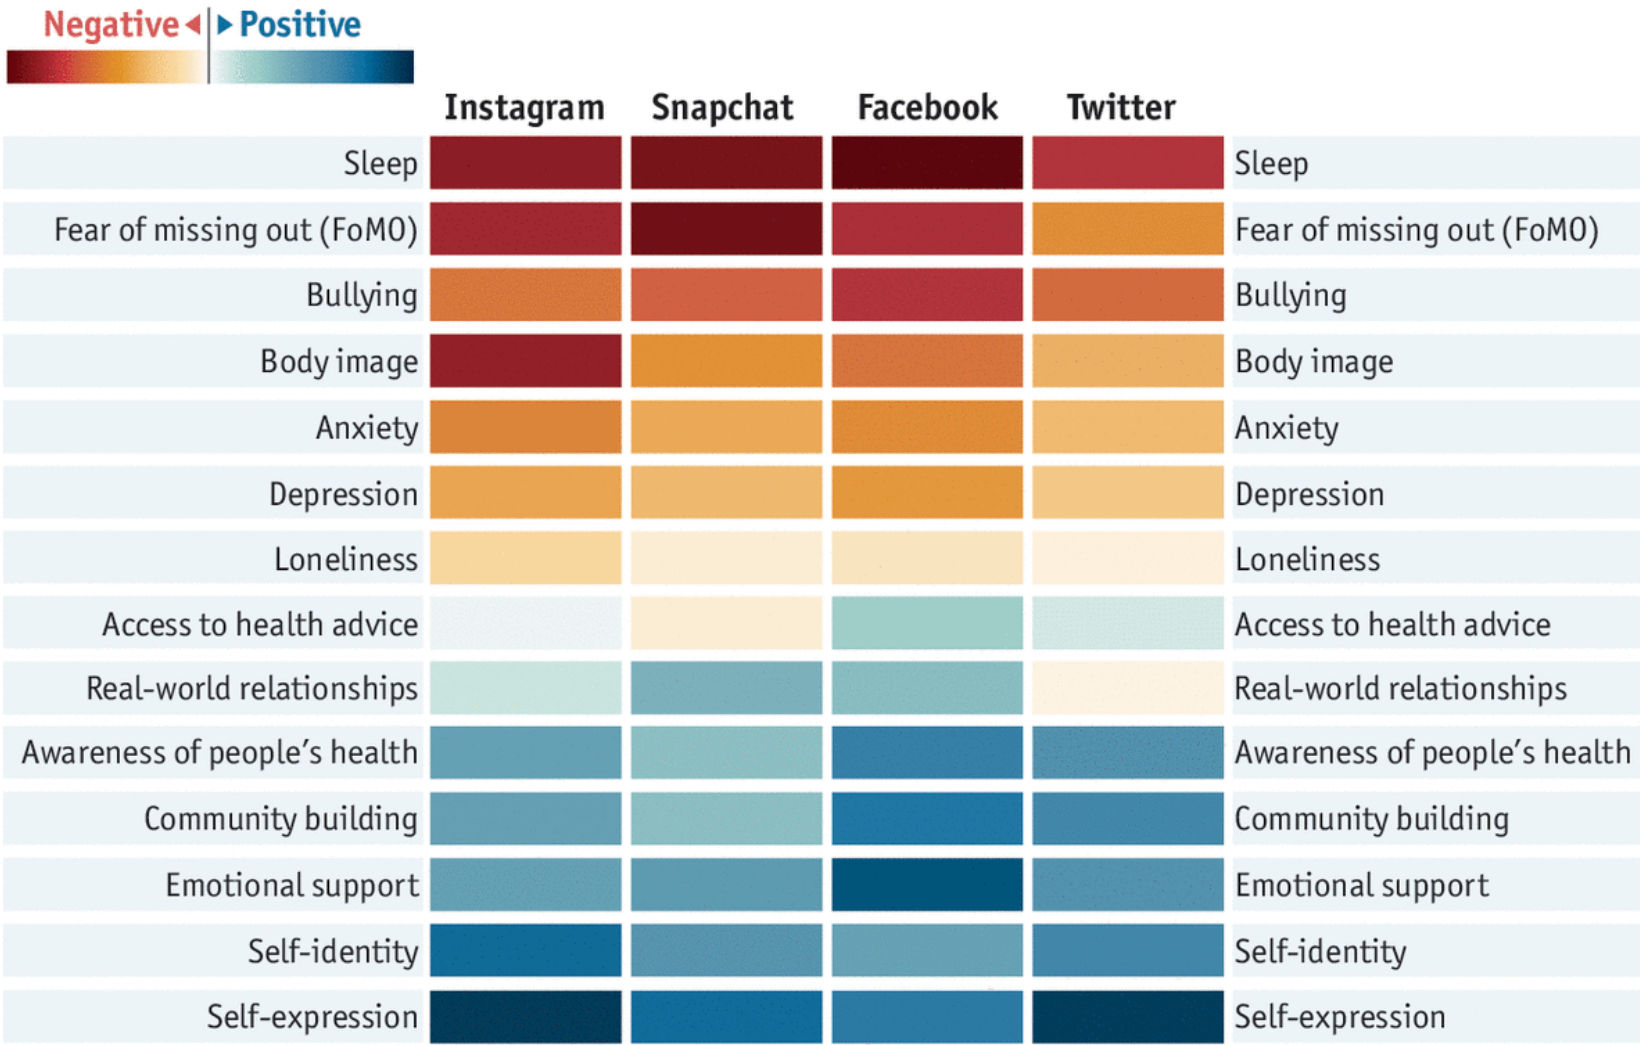 Negative ◄ ► Positive
Instagram Snapchat Facebook Twitter
Sleep Sleep
Fear of missing out (FoMO) Fear of missing out (FoMO)
Bullying Bullying
Body image Body image
Anxiety Anxiety
Depression Depression
Loneliness Loneliness
Access to health advice Access to health advice
Real-world relationships Real-world relationships
Awareness of people’s health Awareness of people’s health
Community building Community building
Emotional support Emotional support
Self-identity Self-identity
Self-expression Self-expression